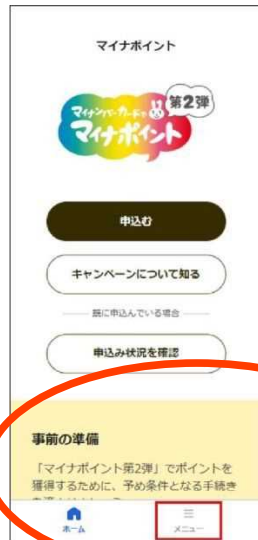 マイナポイント
マイナンバーカードで
マイナポイント
第2弾
申込む
キャンペーンについて知る
既に申込んでいる場合
申込み状況を確認
事前の準備
「マイナポイント第2弾」でポイントを
獲得するために、予め条件となる手続き
ホーム
メニュー